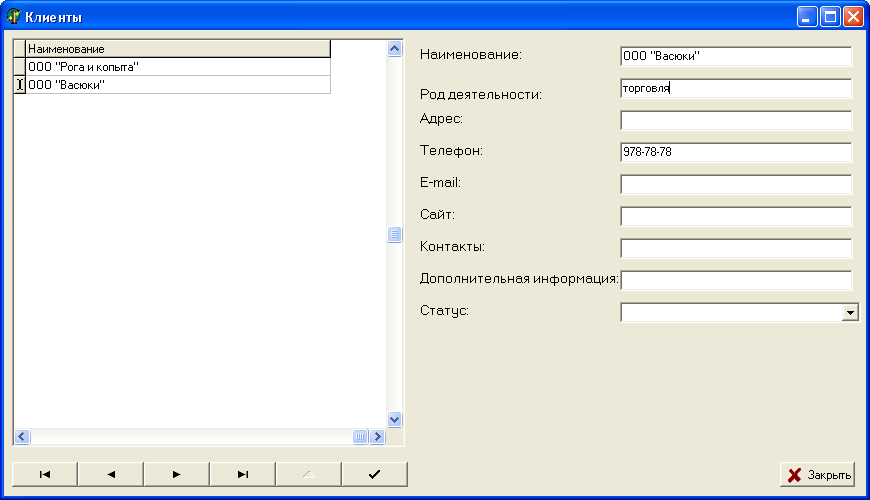 Клиенты
Наименование
ООО "Рога и копыта"
ООО "Васюки"
Наименование: ООО "Васюки"
Род деятельности: торговля
Адрес:
Телефон: 978-78-78
E-mail:
Сайт:
Контакты:
Дополнительная информация:
Статус:
Закрыть